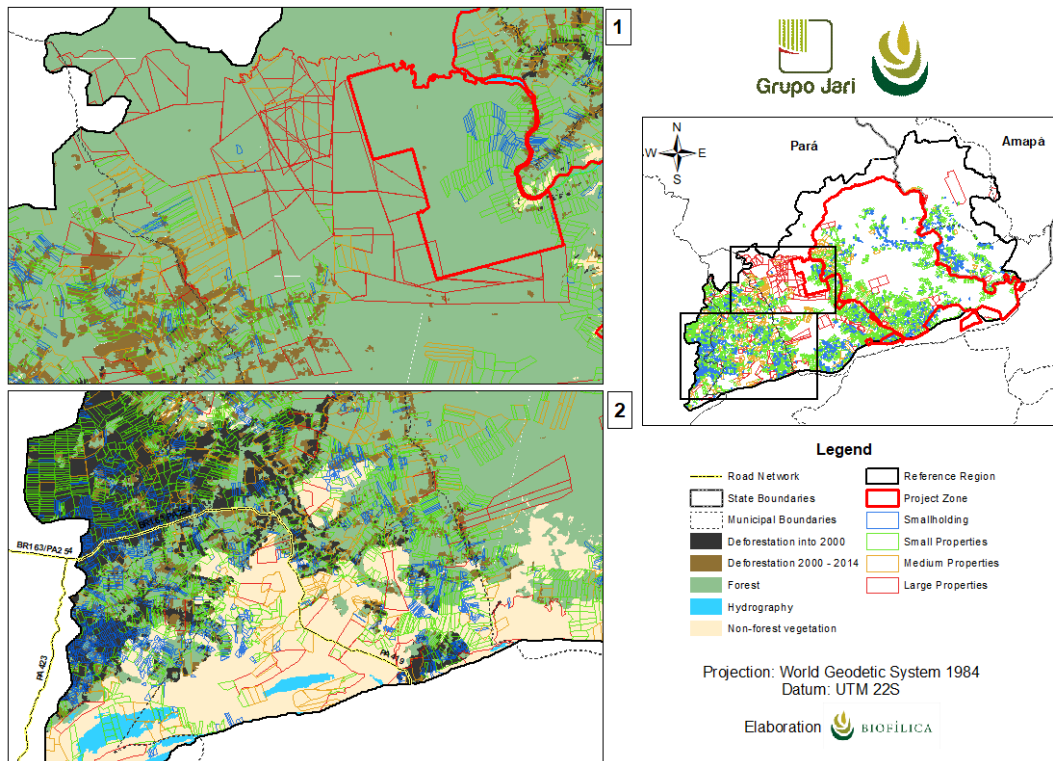 1
Grupo Jari
N
W
E
S
Pará
Amapá
2
BR163/PA254
PA423
PA419
Legend
Road Network
State Boundaries
Municipal Boundaries
Deforestation into 2000
Deforestation 2000 - 2014
Forest
Hydrography
Non-forest vegetation
Reference Region
Project Zone
Smallholding
Small Properties
Medium Properties
Large Properties
Projection: World Geodetic System 1984
Datum: UTM 22S
Elaboration
BIOFÍLICA